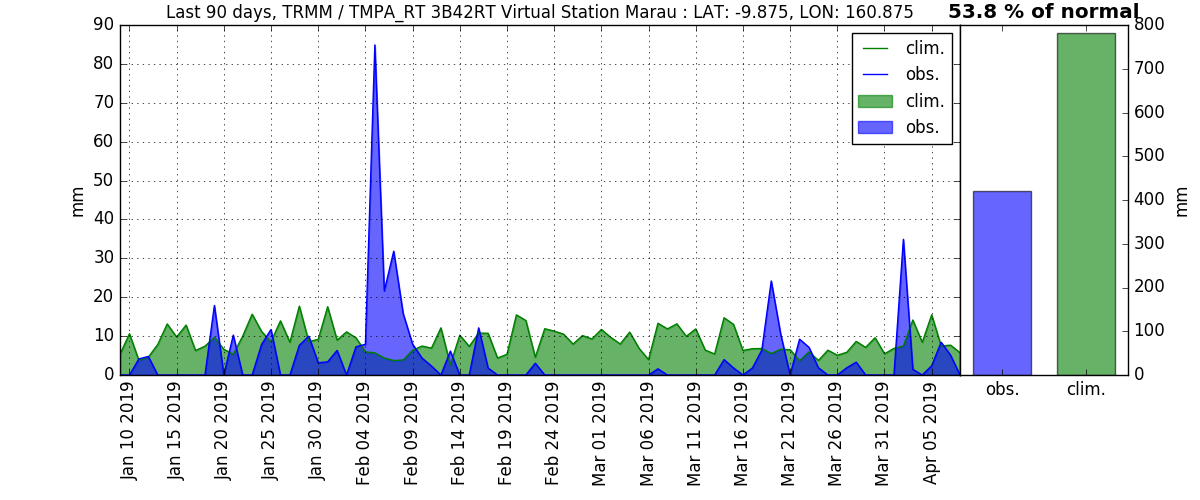 Last 90 days, TRMM / TMPA_RT 3B42RT Virtual Station Marau : LAT: -9.875, LON: 160.875
53.8 % of normal
90
80
70
60
50
40
30
20
10
0
mm
clim.
obs.
clim.
obs.
800
700
600
500
400
300
200
100
0
mm
Jan 10 2019
Jan 15 2019
Jan 20 2019
Jan 25 2019
Jan 30 2019
Feb 04 2019
Feb 09 2019
Feb 14 2019
Feb 19 2019
Feb 24 2019
Mar 01 2019
Mar 06 2019
Mar 11 2019
Mar 16 2019
Mar 21 2019
Mar 26 2019
Mar 31 2019
Apr 05 2019
obs.
clim.